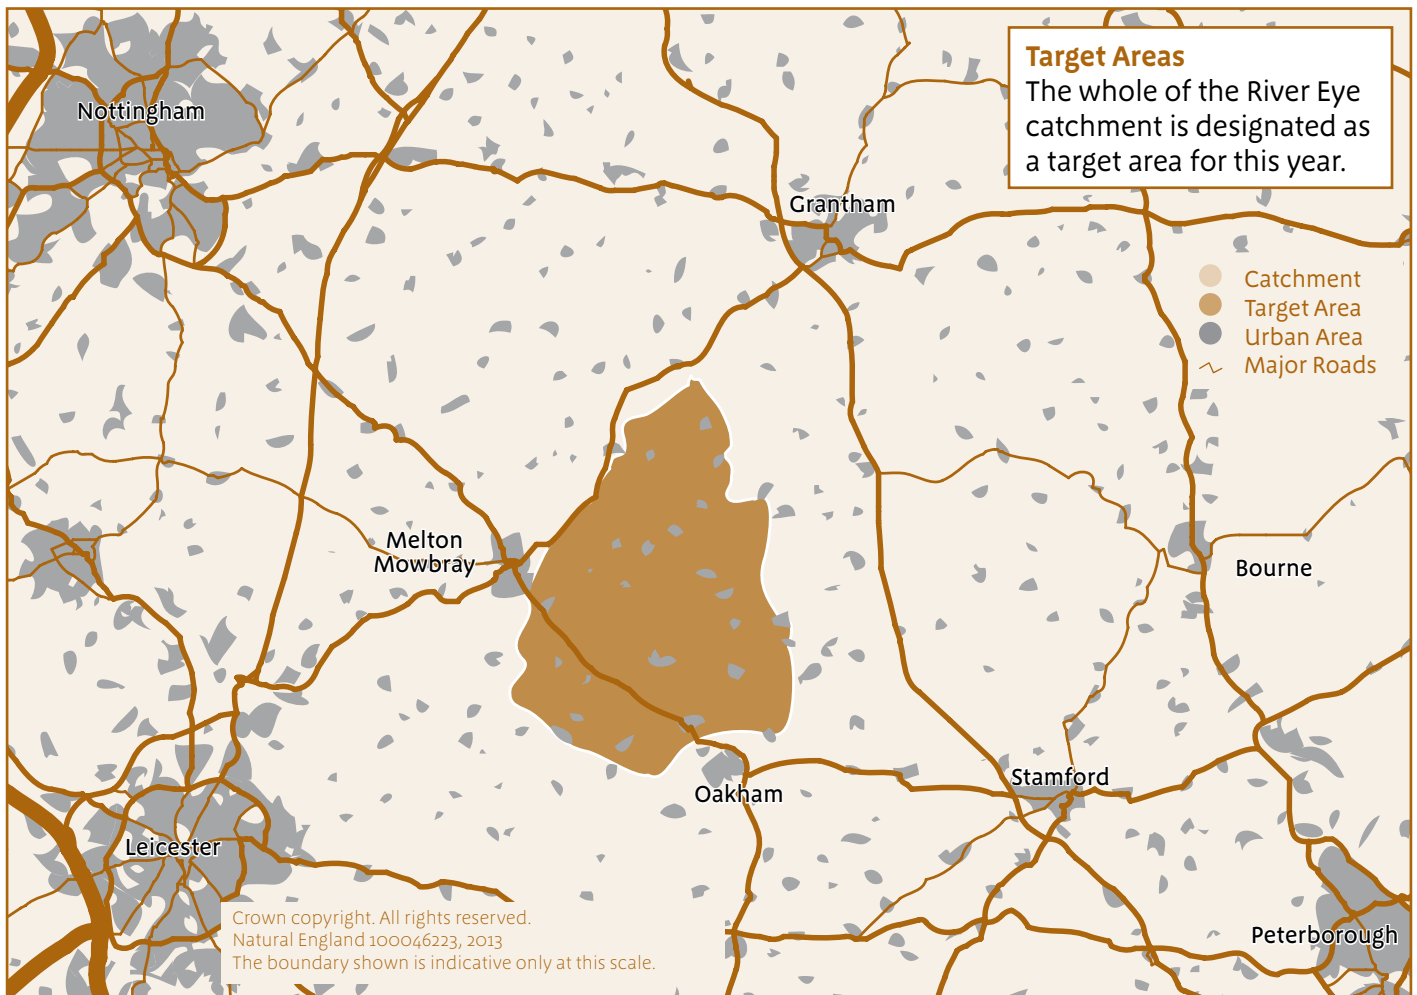 Target Areas
The whole of the River Eye
catchment is designated as
a target area for this year.
Nottingham
Grantham
Catchment
Target Area
Urban Area
Major Roads
Melton
Mowbray
Bourne
Stamford
Oakham
Leicester
Peterborough
Crown copyright. All rights reserved.
Natural England 100046223, 2013
The boundary shown is indicative only at this scale.